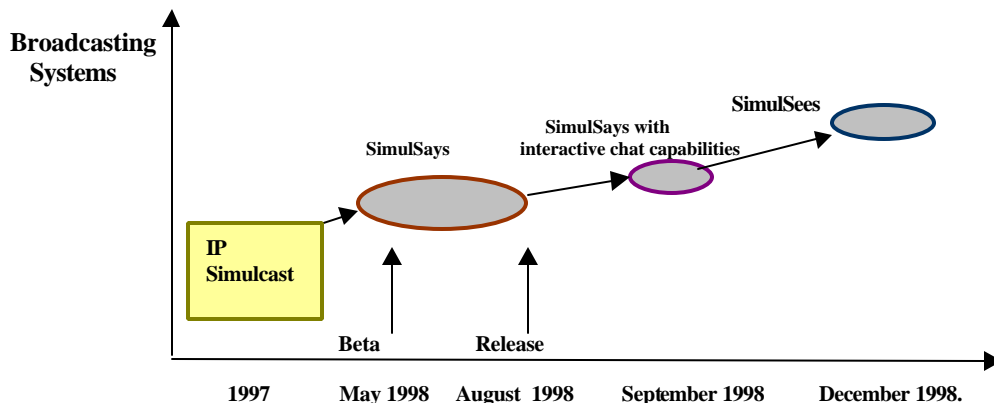 Broadcasting
Systems
SimulSees
SimulSays with
interactive chat capabilities
SimulSays
IP
Simulcast
Beta
Release
1997
May 1998
August 1998
September 1998
December 1998.